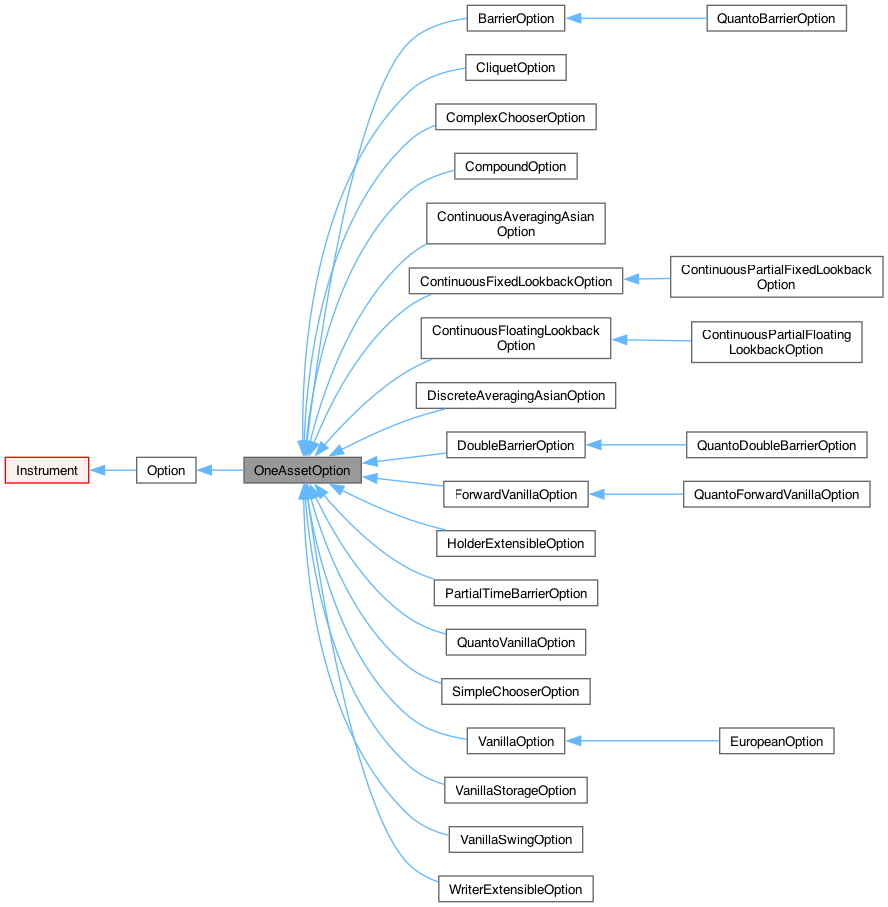 BarrierOption
QuantoBarrierOption
CliquetOption
ComplexChooserOption
CompoundOption
ContinuousAveragingAsian
Option
ContinuousFixedLookbackOption
ContinuousPartialFixedLookback
Option
ContinuousFloatingLookback
Option
ContinuousPartialFloating
LookbackOption
DiscreteAveragingAsianOption
DoubleBarrierOption
QuantoDoubleBarrierOption
Instrument
Option
OneAssetOption
ForwardVanillaOption
QuantoForwardVanillaOption
HolderExtensibleOption
PartialTimeBarrierOption
QuantoVanillaOption
SimpleChooserOption
VanillaOption
EuropeanOption
VanillaStorageOption
VanillaSwingOption
WriterExtensibleOption